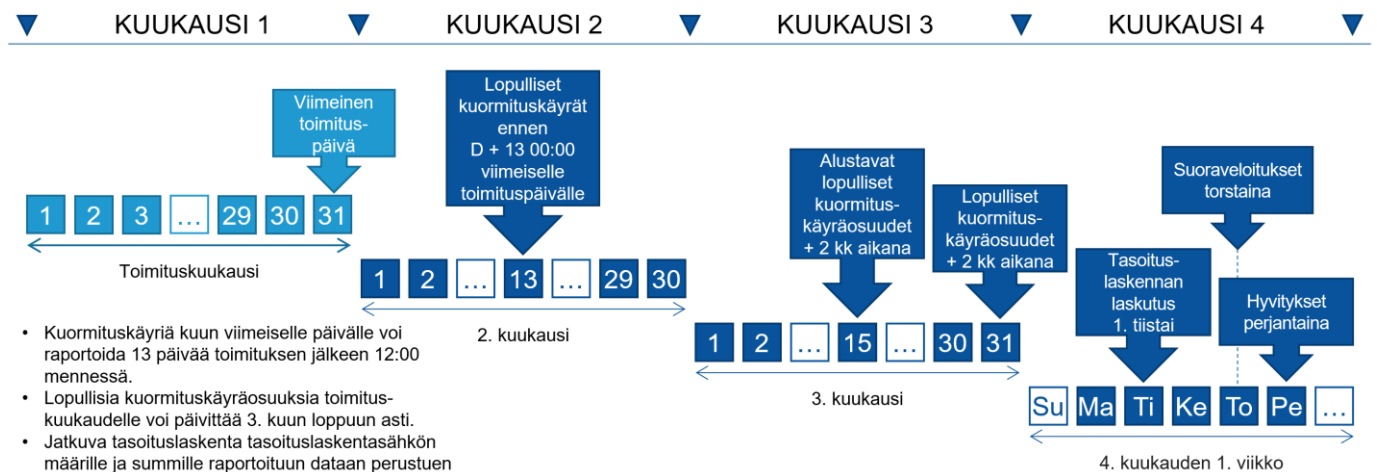 KUUKAUSI 1
KUUKAUSI 2
KUUKAUSI 3
KUUKAUSI 4
Viimeinen
toimitus-
päivä
1 2 3 ... 29 30 31
Toimituskuukausi
Lopulliset
kuormituskäyrät
ennen
D + 13 00:00
viimeiselle
toimituspäivälle
1 2 ... 13 ... 29 30
2. kuukausi
Alustavat
lopulliset
kuormitus-
käyräosuudet
+ 2 kk aikana
Lopulliset
kuormitus-
käyräosuudet
+ 2 kk aikana
1 2 ... 15 ... 30 31
3. kuukausi
Suoraveloitukset
torstaina
Tasoitus-
laskennan
laskutus
1. tiistai
Hyvitykset
perjantaina
Su Ma Ti Ke To Pe ...
4. kuukauden 1. viikko
• Kuormituskäyriä kuun viimeiselle päivälle voi
raportoida 13 päivää toimituksen jälkeen 12:00
mennessä.
• Lopullisia kuormituskäyräosuuksia toimitus-
kuukaudelle voi päivittää 3. kuun loppuun asti.
• Jatkuva tasoituslaskenta tasoituslaskentasähkön
määrille ja summille raportoituun dataan perustuen